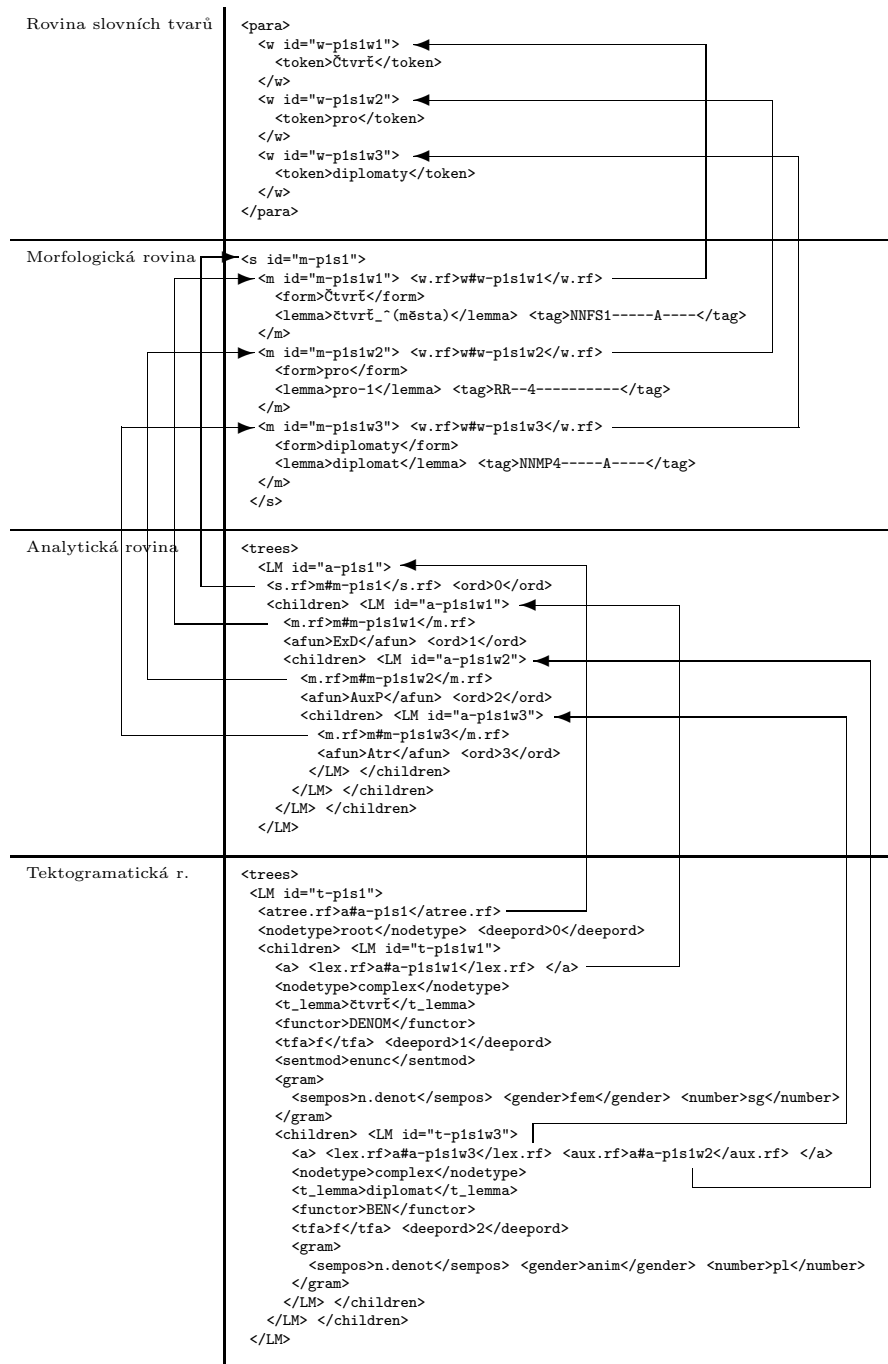 Rovina slovních tvarů
<para>
<w id="w-p1s1w1">
<token>Čtvrť</token>
</w>
<w id="w-p1s1w2">
<token>pro</token>
</w>
<w id="w-p1s1w3">
<token>diplomaty</token>
</w>
</para>
Morfologická rovina
<s id="m-p1s1">
<m id="m-p1s1w1"> <w.rf>w#w-p1s1w1</w.rf>
<form>Čtvrť</form>
<lemma>čtvrť_^(města)</lemma> <tag>NNFS1-----A----</tag>
</m>
<m id="m-p1s1w2"> <w.rf>w#w-p1s1w2</w.rf>
<form>pro</form>
<lemma>pro-1</lemma> <tag>RR--4----------</tag>
</m>
<m id="m-p1s1w3"> <w.rf>w#w-p1s1w3</w.rf>
<form>diplomaty</form>
<lemma>diplomat</lemma> <tag>NNMP4-----A----</tag>
</m>
</s>
Analytická rovina
<trees>
<LM id="a-p1s1">
<s.rf>m#m-p1s1</s.rf> <ord>0</ord>
<children> <LM id="a-p1s1w1">
<m.rf>m#m-p1s1w1</m.rf>
<afun>ExD</afun> <ord>1</ord>
<children> <LM id="a-p1s1w2">
<m.rf>m#m-p1s1w2</m.rf>
<afun>AuxP</afun> <ord>2</ord>
<children> <LM id="a-p1s1w3">
<m.rf>m#m-p1s1w3</m.rf>
<afun>Atr</afun> <ord>3</ord>
</LM> </children>
</LM> </children>
</LM> </children>
</LM>
Tektogramatická r.
<trees>
<LM id="t-p1s1">
<atree.rf>a#a-p1s1</atree.rf>
<nodetype>root</nodetype> <deepord>0</deepord>
<children> <LM id="t-p1s1w1">
<a> <lex.rf>a#a-p1s1w1</lex.rf> </a>
<nodetype>complex</nodetype>
<t_lemma>čtvrť</t_lemma>
<functor>DENOM</functor>
<tfa>f</tfa> <deepord>1</deepord>
<sentmod>enunc</sentmod>
<gram>
<sempos>n.denot</sempos> <gender>fem</gender> <number>sg</number>
</gram>
<children> <LM id="t-p1s1w3">
<a> <lex.rf>a#a-p1s1w3</lex.rf> <aux.rf>a#a-p1s1w2</aux.rf> </a>
<nodetype>complex</nodetype>
<t_lemma>diplomat</t_lemma>
<functor>BEN</functor>
<tfa>f</tfa> <deepord>2</deepord>
<gram>
<sempos>n.denot</sempos> <gender>anim</gender> <number>pl</number>
</gram>
</LM> </children>
</LM> </children>
</LM>